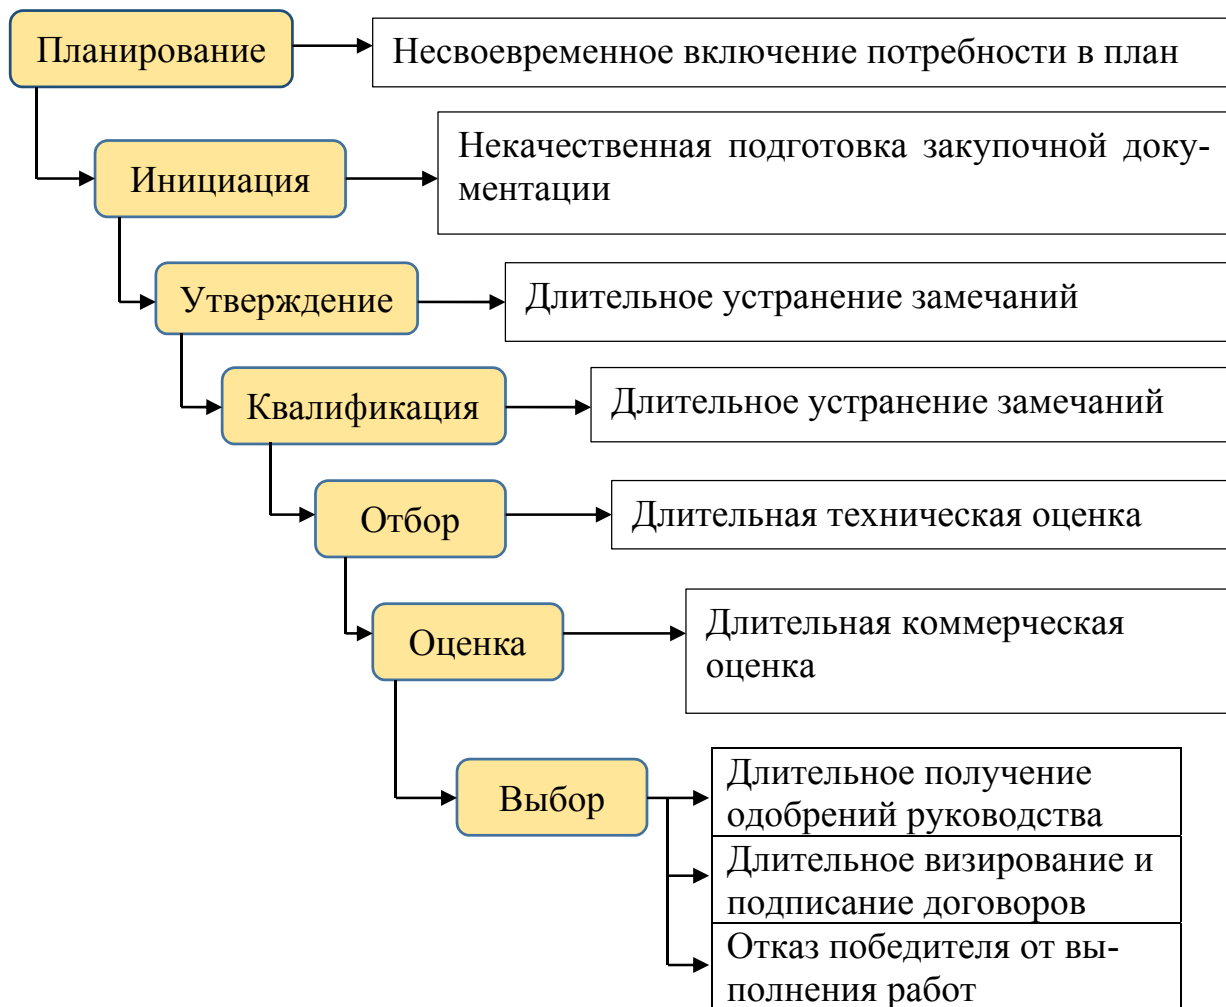 Планирование
Несвоевременное включение потребности в план
Инициация
Некачественная подготовка закупочной доку-
ментации
Утверждение
Длительное устранение замечаний
Квалификация
Длительное устранение замечаний
Отбор
Длительная техническая оценка
Оценка
Длительная коммерческая
оценка
Выбор
Длительное получение
одобрений руководства
Длительное визирование и
подписание договоров
Отказ победителя от вы-
полнения работ